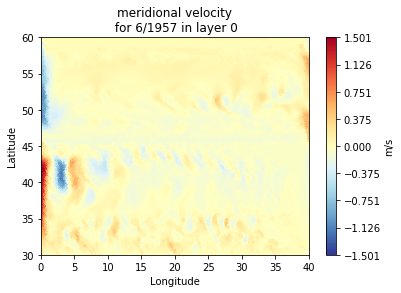 meridional velocity
for 6/1957 in layer 0
60
55
50
45
40
35
30
Latitude
0 5 10 15 20 25 30 35 40
Longitude
1.501
1.126
0.751
0.375
0.000
−0.375
−0.751
−1.126
−1.501
m/s